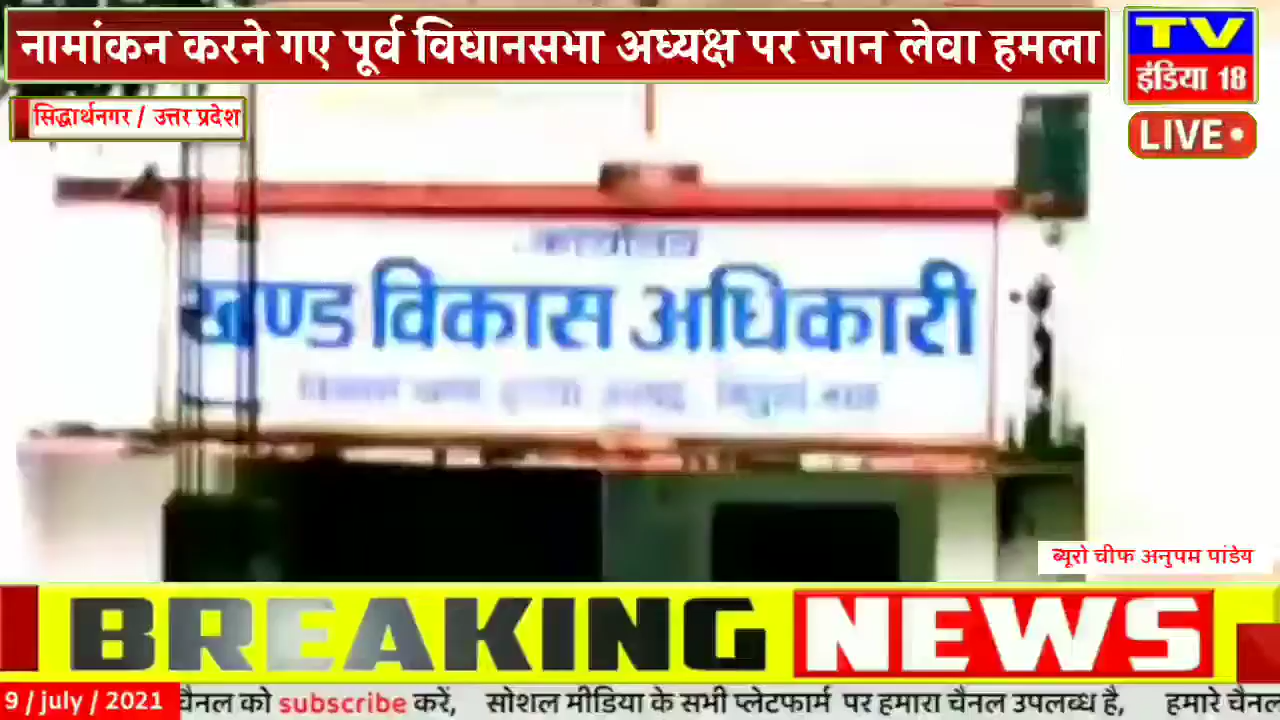 नामांकन करने गए पूर्व विधानसभा अध्यक्ष पर जान लेवा हमला
TV
इंडिया 18
सिद्धार्थनगर / उत्तर प्रदेश
LIVE
कार्यालय
खण्ड विकास अधिकारी
ब्यूरो चीफ अनुपम पांडेय
BREAKING NEWS
9 / july / 2021 चैनल को subscribe करें, सोशल मीडिया के सभी प्लेटफार्म पर हमारा चैनल उपलब्ध है, हमारे चैनल